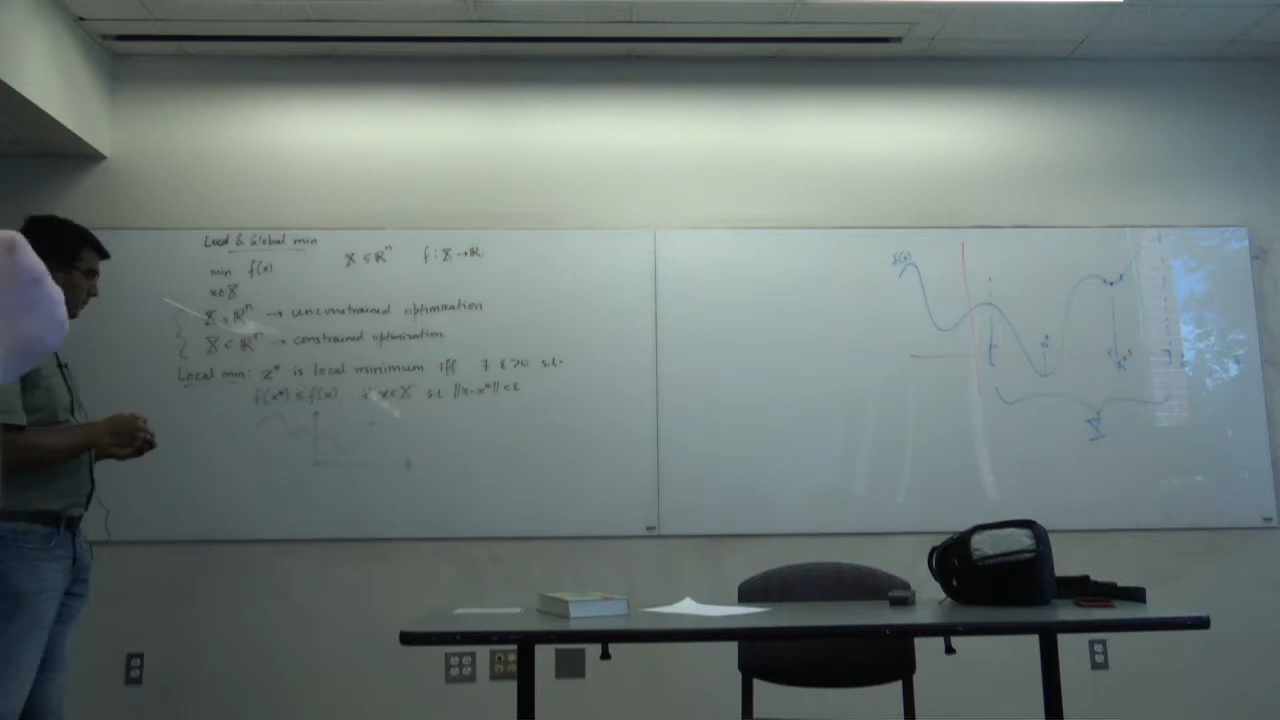 Local & Global min
min f(x) X ⊆ ℝⁿ f: X → ℝ
x∈X
X = ℝⁿ → unconstrained optimization
X ⊂ ℝⁿ → constrained optimization
Local min: x* is local minimum iff ∃ ε>0 s.t.
f(x*) ≤ f(x) ∀ x∈X s.t. ||x-x*|| < ε
f(x)
X